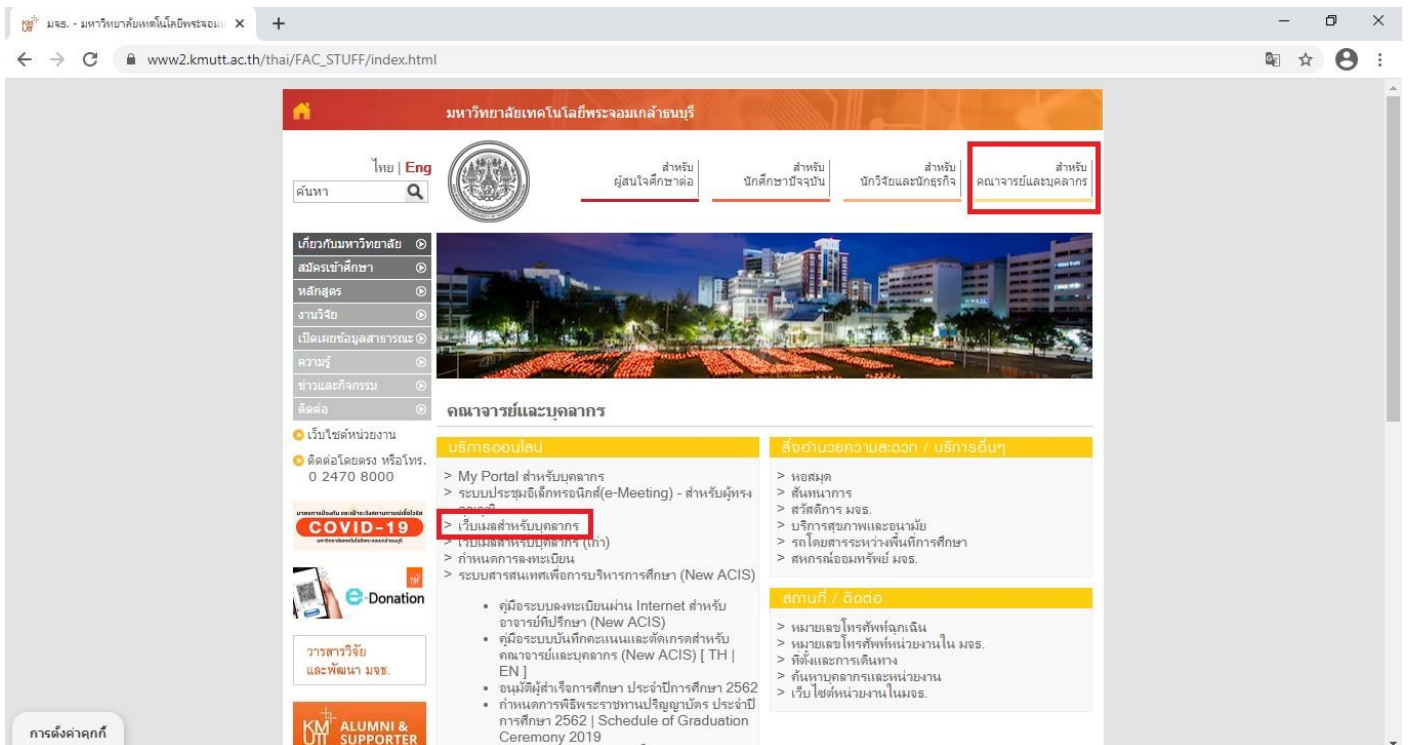 มจธ. - มหาวิทยาลัยเทคโนโลยีพระจอม
www2.kmutt.ac.th/thai/FAC_STUFF/index.html
มหาวิทยาลัยเทคโนโลยีพระจอมเกล้าธนบุรี
ไทย | Eng
ค้นหา
สำหรับ
ผู้สนใจศึกษาต่อ
สำหรับ
นักศึกษาปัจจุบัน
สำหรับ
นักวิจัยและนักธุรกิจ
สำหรับ
คณาจารย์และบุคลากร
เกี่ยวกับมหาวิทยาลัย
สมัครเข้าศึกษา
หลักสูตร
งานวิจัย
เปิดเผยข้อมูลสาธารณะ
ความรู้
ข่าวและกิจกรรม
ติดต่อ
เว็บไซต์หน่วยงาน
ติดต่อโดยตรง หรือโทร.
0 2470 8000
COVID-19
e-Donation
วารสารวิจัย
และพัฒนา มจธ.
KMUTT ALUMNI &
SUPPORTER
คณาจารย์และบุคลากร
บริการออนไลน์
> My Portal สำหรับบุคลากร
> ระบบประชุมอิเล็กทรอนิกส์(e-Meeting) - สำหรับผู้ทรง
คุณวุฒิ
> เว็บเมลสำหรับบุคลากร
> เว็บเมลสำหรับบุคลากร (เก่า)
> กำหนดการลงทะเบียน
> ระบบสารสนเทศเพื่อการบริหารการศึกษา (New ACIS)
• คู่มือระบบลงทะเบียนผ่าน Internet สำหรับ
อาจารย์ที่ปรึกษา (New ACIS)
• คู่มือระบบบันทึกคะแนนและตัดเกรดสำหรับ
คณาจารย์และบุคลากร (New ACIS) [ TH |
EN ]
• อนุมัติผู้สำเร็จการศึกษา ประจำปีการศึกษา 2562
• กำหนดการพิธีพระราชทานปริญญาบัตร ประจำปี
การศึกษา 2562 | Schedule of Graduation
Ceremony 2019
สิ่งอำนวยความสะดวก / บริการอื่นๆ
> หอสมุด
> สันทนาการ
> สวัสดิการ มจธ.
> บริการสุขภาพและอนามัย
> รถโดยสารระหว่างพื้นที่การศึกษา
> สหกรณ์ออมทรัพย์ มจธ.
สถานที่ / ติดต่อ
> หมายเลขโทรศัพท์ฉุกเฉิน
> หมายเลขโทรศัพท์หน่วยงานใน มจธ.
> ที่ตั้งและการเดินทาง
> ค้นหาบุคลากรและหน่วยงาน
> เว็บไซต์หน่วยงานในมจธ.
การตั้งค่าคุกกี้